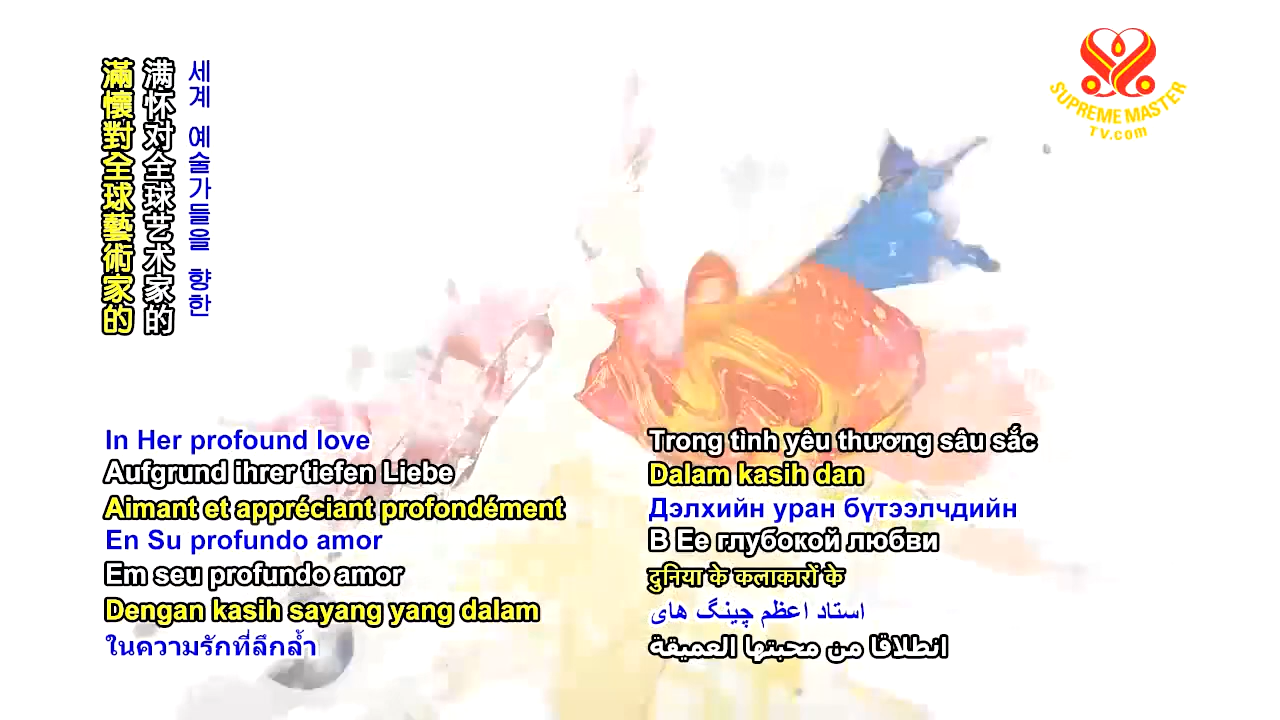 滿懷對全球藝術家的
满怀对全球艺术家的
세계 예술가들을 향한
SUPREME MASTER
TV.com
In Her profound love
Aufgrund ihrer tiefen Liebe
Aimant et appréciant profondément
En Su profundo amor
Em seu profundo amor
Dengan kasih sayang yang dalam
ในความรักที่ลึกล้ำ
Trong tình yêu thương sâu sắc
Dalam kasih dan
Дэлхийн уран бүтээлчдийн
В Ее глубокой любви
दुनिया के कलाकारों के
استاد اعظم چینگ های
انطلاقا من محبتها العميقة